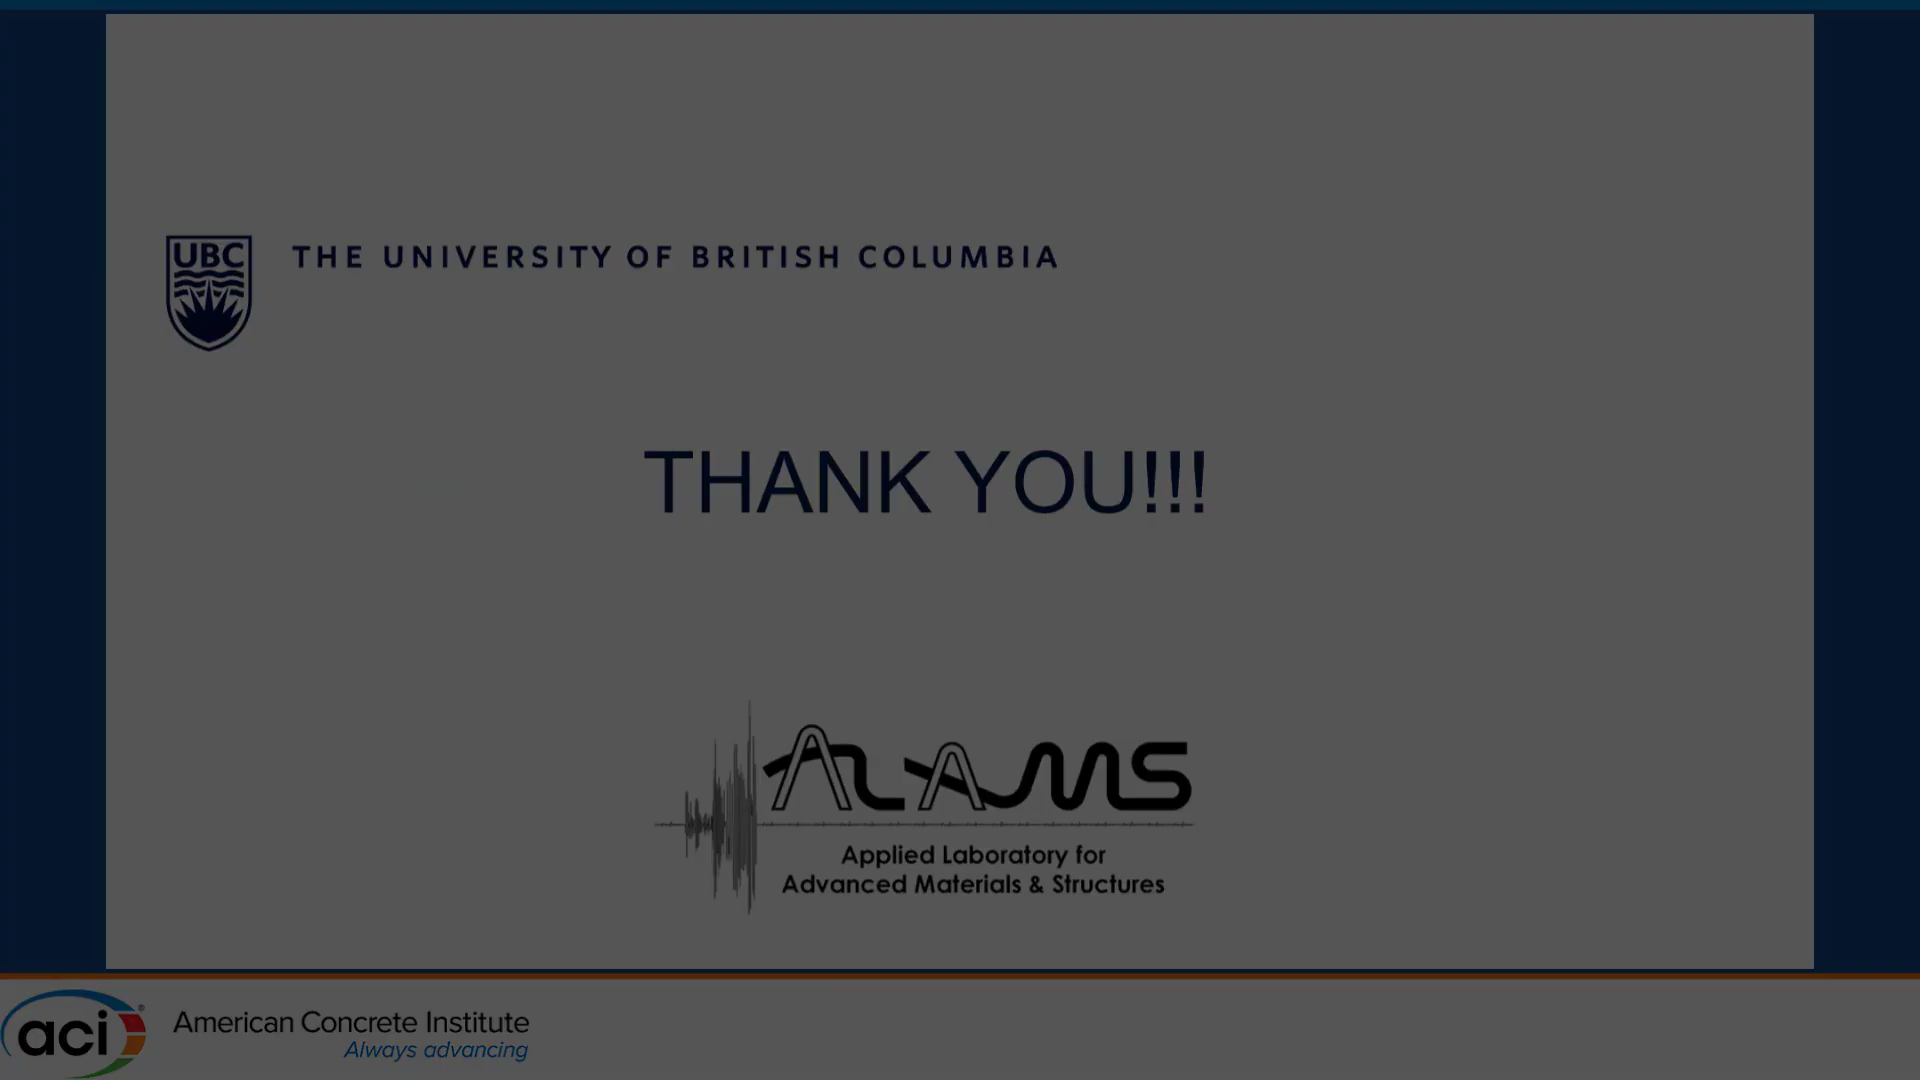 UBC
THE UNIVERSITY OF BRITISH COLUMBIA
THANK YOU!!!
ALAMS
Applied Laboratory for
Advanced Materials & Structures
aci®
American Concrete Institute
Always advancing